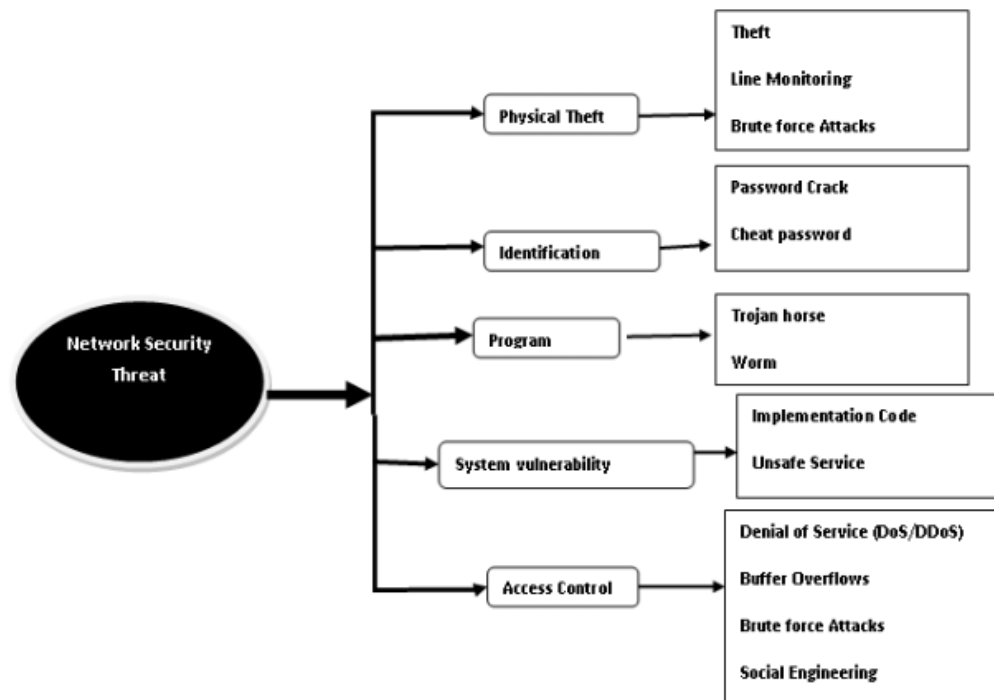 Network Security
Threat
Physical Theft
Theft
Line Monitoring
Brute force Attacks
Identification
Password Crack
Cheat password
Program
Trojan horse
Worm
System vulnerability
Implementation Code
Unsafe Service
Access Control
Denial of Service (DoS/DDoS)
Buffer Overflows
Brute force Attacks
Social Engineering